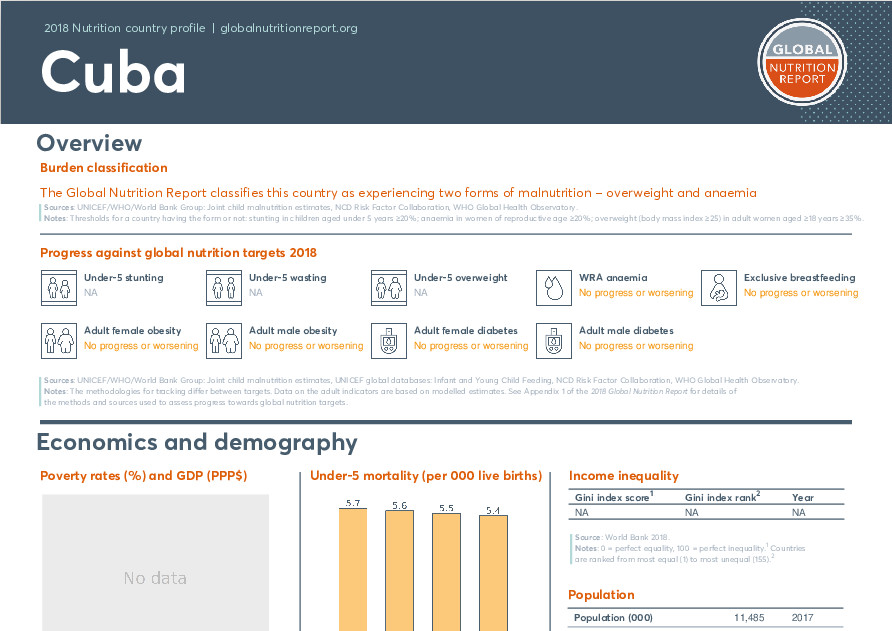 2018 Nutrition country profile | globalnutritionreport.org
Cuba
GLOBAL
NUTRITION
REPORT
Overview
Burden classification
The Global Nutrition Report classifies this country as experiencing two forms of malnutrition – overweight and anaemia
Sources: UNICEF/WHO/World Bank Group: Joint child malnutrition estimates, NCD Risk Factor Collaboration, WHO Global Health Observatory.
Notes: Thresholds for a country having the form or not: stunting in children aged under 5 years ≥20%; anaemia in women of reproductive age ≥20%; overweight (body mass index ≥25) in adult women aged ≥18 years ≥35%.
Progress against global nutrition targets 2018
Under-5 stunting
NA
Under-5 wasting
NA
Under-5 overweight
NA
WRA anaemia
No progress or worsening
Exclusive breastfeeding
No progress or worsening
Adult female obesity
No progress or worsening
Adult male obesity
No progress or worsening
Adult female diabetes
No progress or worsening
Adult male diabetes
No progress or worsening
Sources: UNICEF/WHO/World Bank Group: Joint child malnutrition estimates, UNICEF global databases: Infant and Young Child Feeding, NCD Risk Factor Collaboration, WHO Global Health Observatory.
Notes: The methodologies for tracking differ between targets. Data on the adult indicators are based on modelled estimates. See Appendix 1 of the 2018 Global Nutrition Report for details of
the methods and sources used to assess progress towards global nutrition targets.
Economics and demography
Poverty rates (%) and GDP (PPP$)
No data
Under-5 mortality (per 000 live births)
5.7 5.6 5.5 5.4
Income inequality
Gini index score¹ Gini index rank² Year
NA NA NA
Source: World Bank 2018.
Notes: 0 = perfect equality, 100 = perfect inequality.¹ Countries
are ranked from most equal (1) to most unequal (155).²
Population
Population (000) 11,485 2017